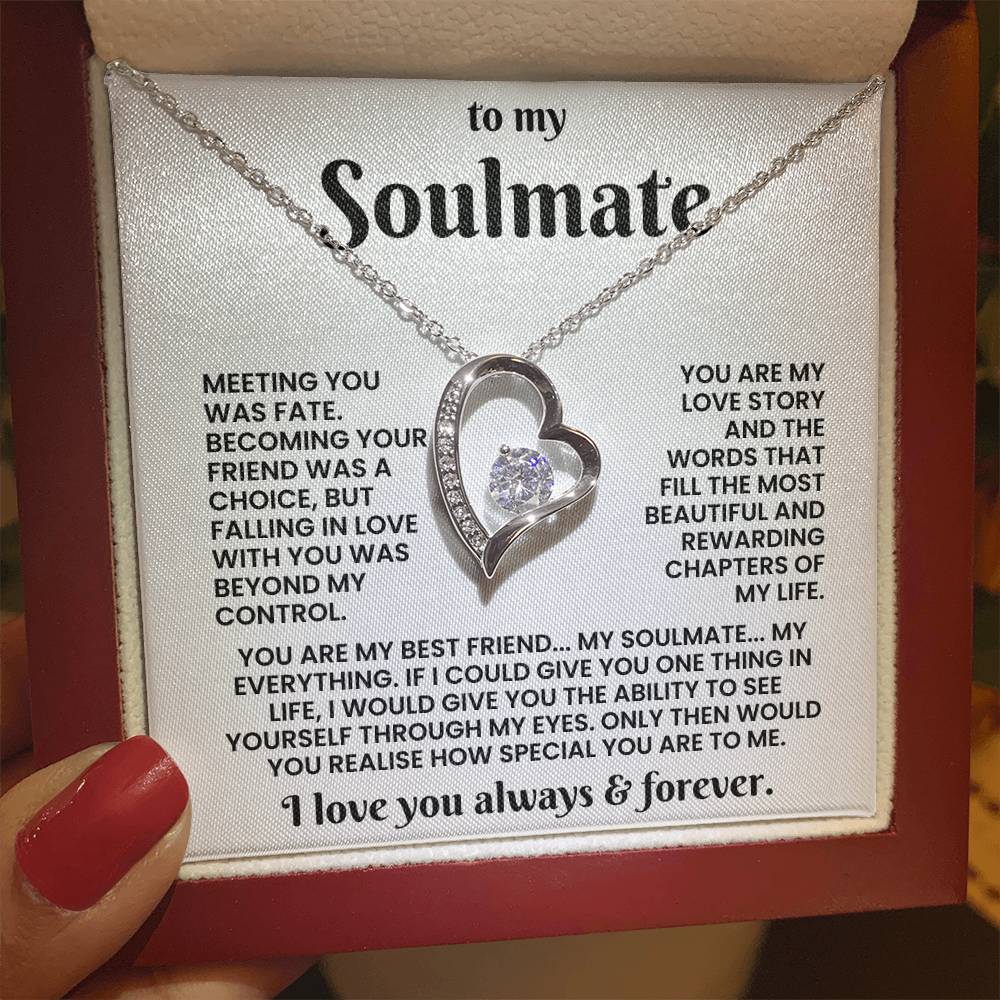 to my
Soulmate
MEETING YOU
WAS FATE.
BECOMING YOUR
FRIEND WAS A
CHOICE, BUT
FALLING IN LOVE
WITH YOU WAS
BEYOND MY
CONTROL.
YOU ARE MY
LOVE STORY
AND THE
WORDS THAT
FILL THE MOST
BEAUTIFUL AND
REWARDING
CHAPTERS OF
MY LIFE.
YOU ARE MY BEST FRIEND... MY SOULMATE... MY
EVERYTHING. IF I COULD GIVE YOU ONE THING IN
LIFE, I WOULD GIVE YOU THE ABILITY TO SEE
YOURSELF THROUGH MY EYES. ONLY THEN WOULD
YOU REALISE HOW SPECIAL YOU ARE TO ME.
I love you always & forever.